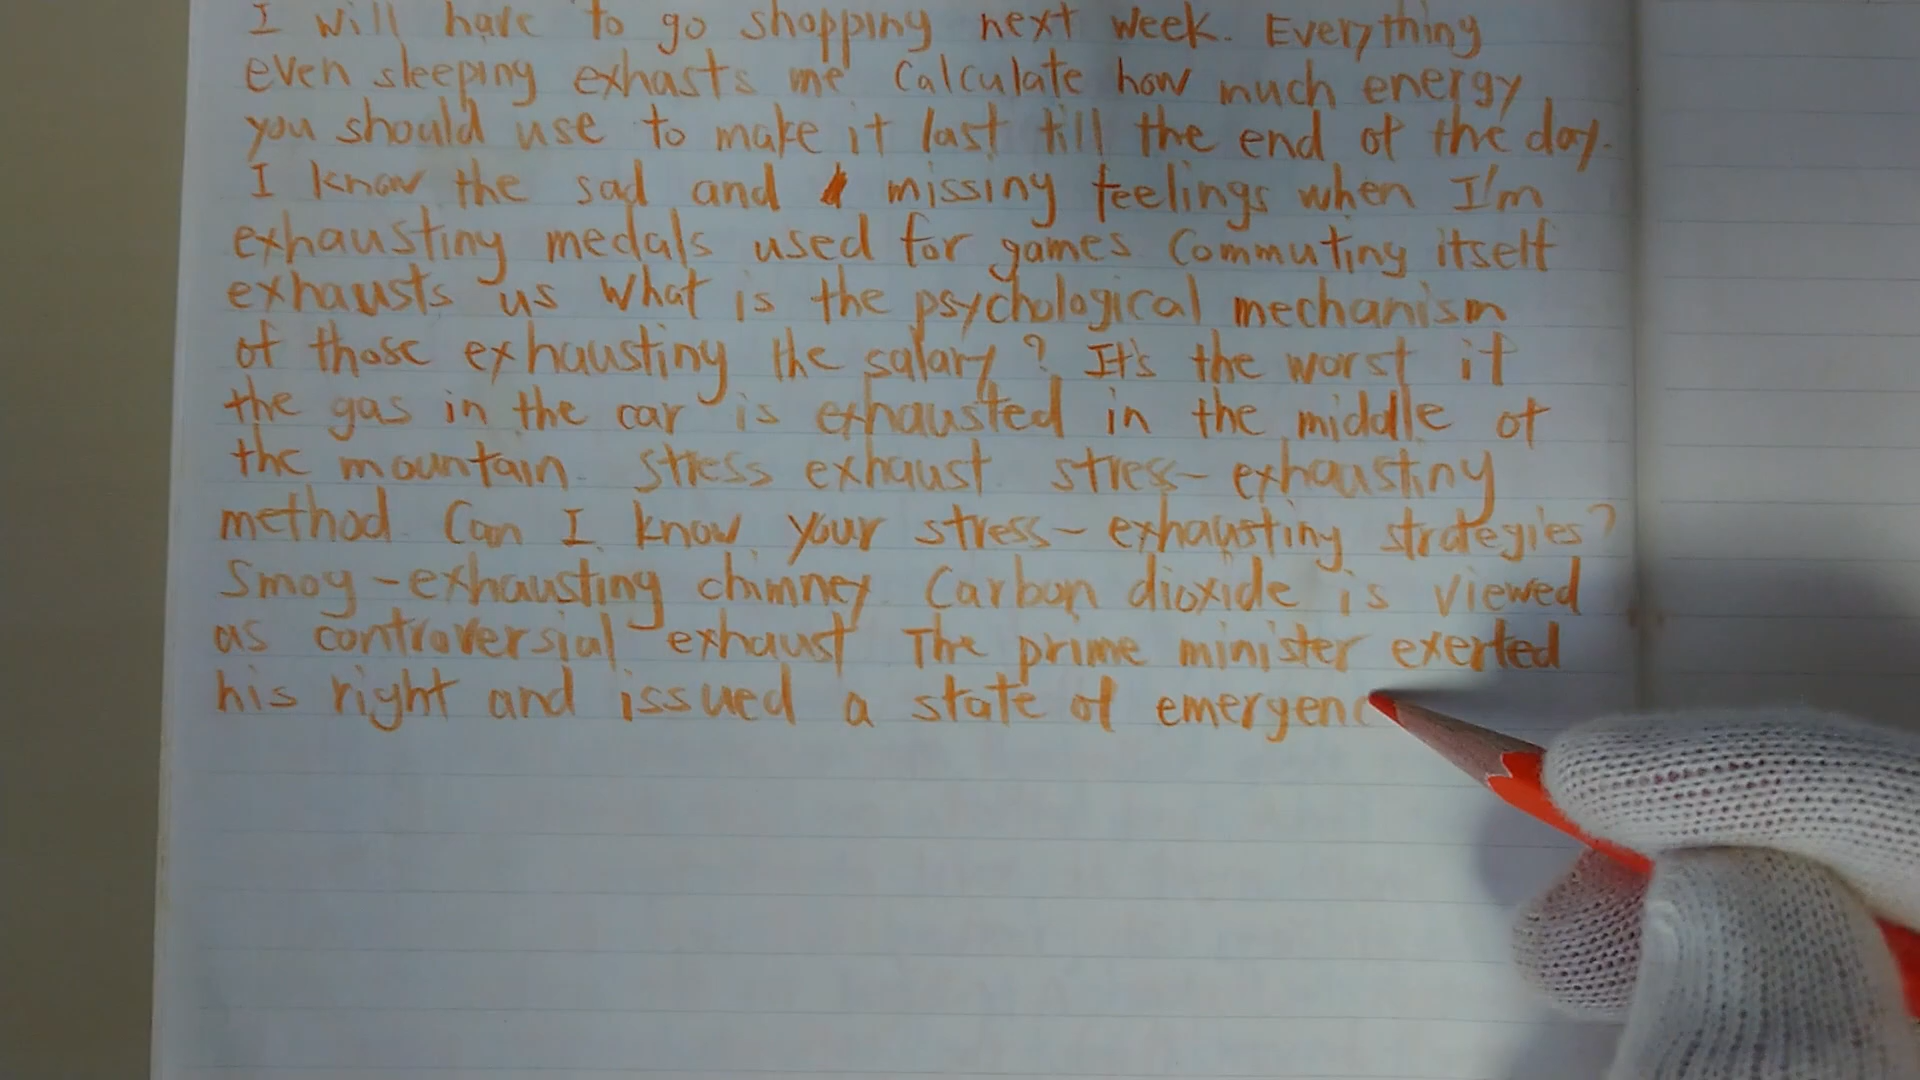 I will have to go shopping next week. Everything
even sleeping exhasts me Calculate how much energy
you should use to make it last till the end of the day.
I know the sad and missing feelings when I'm
exhausting medals used for games Commuting itself
exhausts us What is the psychological mechanism
of those exhausting the salary? It's the worst if
the gas in the car is exhausted in the middle of
the mountain. Stress exhaust stress-exhausting
method Can I know your stress-exhausting strategies?
Smog-exhausting chimney Carbon dioxide is viewed
as controversial exhaust The prime minister exerted
his right and issued a state of emergenc